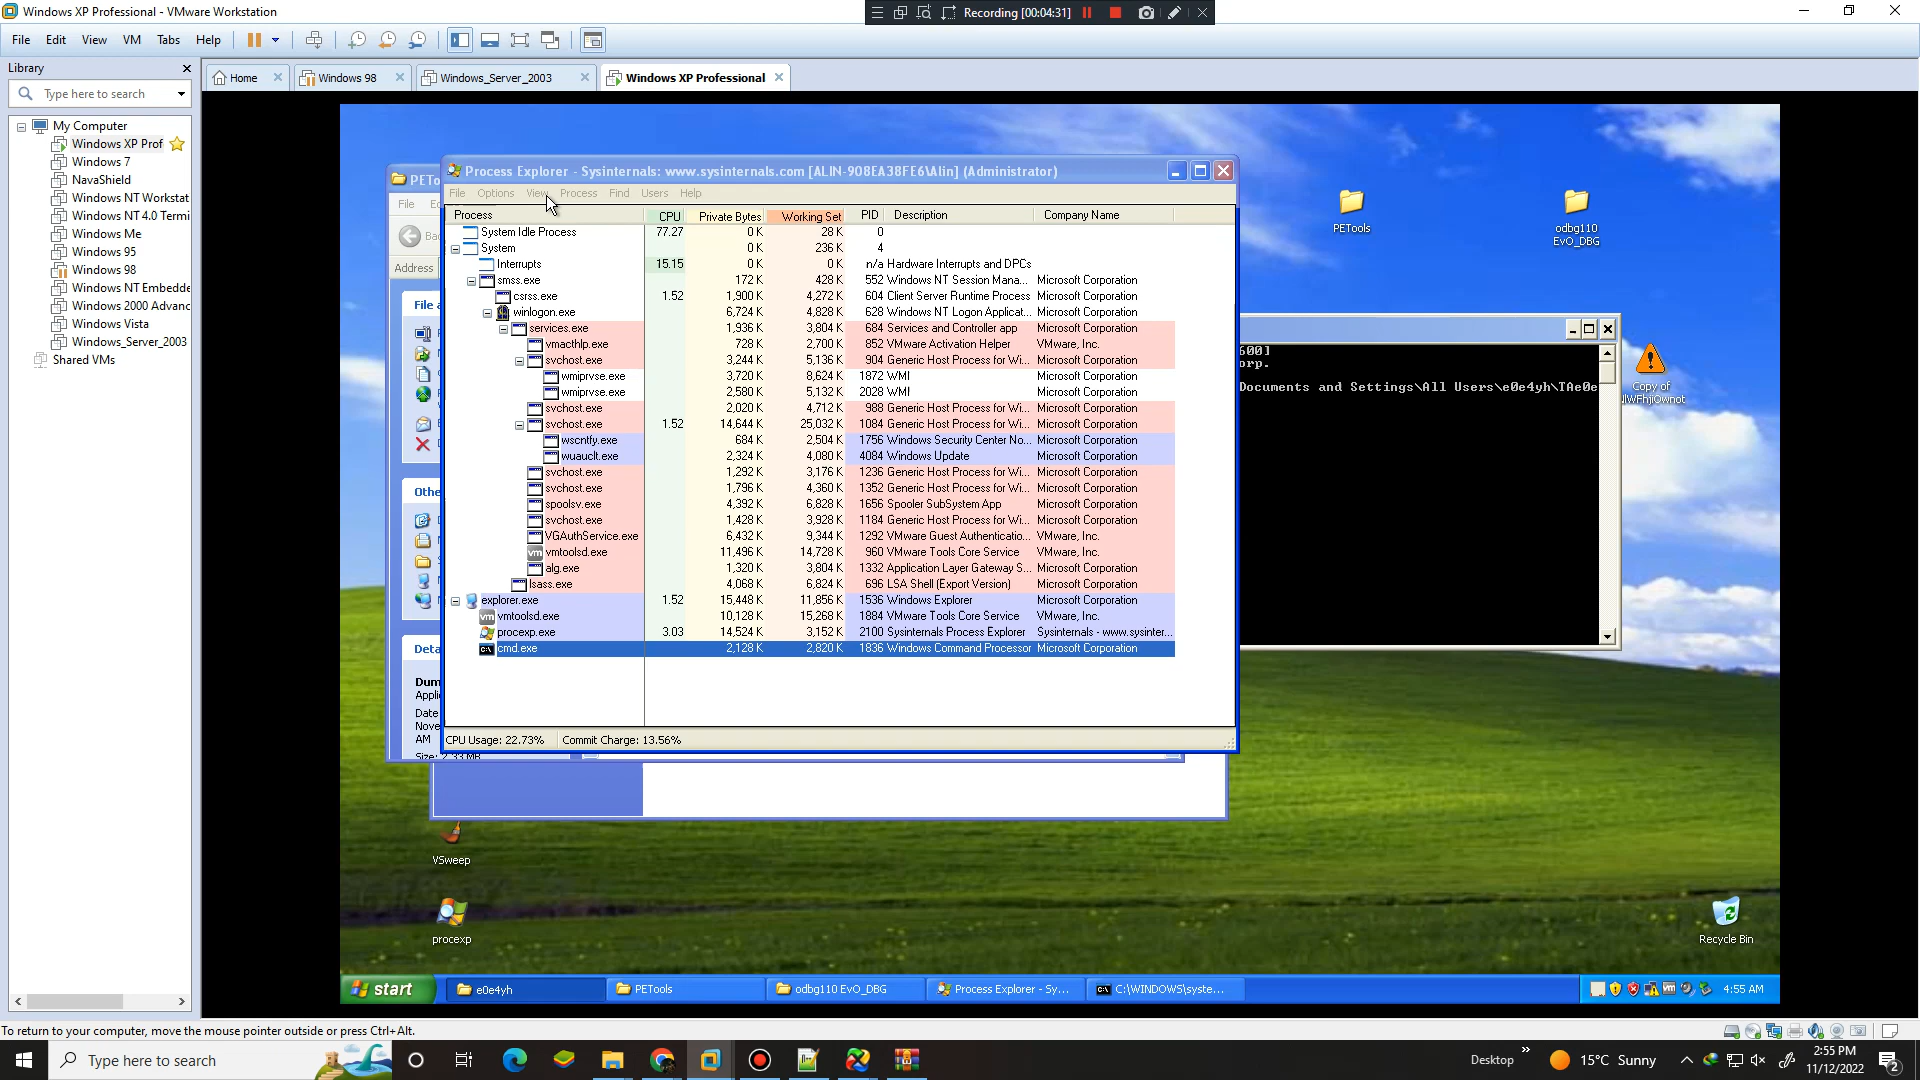 Windows XP Professional - VMware Workstation
Recording [00:04:31]
File Edit View VM Tabs Help
Library
Type here to search
My Computer
Windows XP Prof
Windows 7
NavaShield
Windows NT Workstat
Windows NT 4.0 Termi
Windows Me
Windows 95
Windows 98
Windows NT Embedde
Windows 2000 Advanc
Windows Vista
Windows_Server_2003
Shared VMs
Home
Windows 98
Windows_Server_2003
Windows XP Professional
PETo
File
Address
File a
Othe
Deta
Dum
Appli
Date
Nove
AM
Size: 2.33 MB
Process Explorer - Sysinternals: www.sysinternals.com [ALIN-908EA38FF6\Alin] (Administrator)
File Options View Process Find Users Help
Process CPU Private Bytes Working Set PID Description Company Name
System Idle Process 77.27 0 K 28 K 0
System 0 K 236 K 4
Interrupts 15.15 0 K 0 K n/a Hardware Interrupts and DPCs
smss.exe 172 K 428 K 552 Windows NT Session Mana... Microsoft Corporation
csrss.exe 1.52 1,900 K 4,272 K 604 Client Server Runtime Process Microsoft Corporation
winlogon.exe 6,724 K 4,828 K 628 Windows NT Logon Applicat... Microsoft Corporation
services.exe 1,936 K 3,804 K 684 Services and Controller app Microsoft Corporation
vmacthlp.exe 728 K 2,700 K 852 VMware Activation Helper VMware, Inc.
svchost.exe 3,244 K 5,136 K 904 Generic Host Process for Wi... Microsoft Corporation
wmiprvse.exe 3,720 K 8,624 K 1872 WMI Microsoft Corporation
wmiprvse.exe 2,580 K 5,132 K 2028 WMI Microsoft Corporation
svchost.exe 2,020 K 4,712 K 988 Generic Host Process for Wi... Microsoft Corporation
svchost.exe 1.52 14,644 K 25,032 K 1084 Generic Host Process for Wi... Microsoft Corporation
wscntfy.exe 684 K 2,504 K 1756 Windows Security Center No... Microsoft Corporation
wuauclt.exe 2,324 K 4,080 K 4084 Windows Update Microsoft Corporation
svchost.exe 1,292 K 3,176 K 1236 Generic Host Process for Wi... Microsoft Corporation
svchost.exe 1,796 K 4,360 K 1352 Generic Host Process for Wi... Microsoft Corporation
spoolsv.exe 4,392 K 6,828 K 1656 Spooler SubSystem App Microsoft Corporation
svchost.exe 1,428 K 3,928 K 1184 Generic Host Process for Wi... Microsoft Corporation
VGAuthService.exe 6,432 K 9,344 K 1292 VMware Guest Authenticatio... VMware, Inc.
vmtoolsd.exe 11,496 K 14,728 K 960 VMware Tools Core Service VMware, Inc.
alg.exe 1,320 K 3,804 K 1332 Application Layer Gateway S... Microsoft Corporation
lsass.exe 4,068 K 6,824 K 696 LSA Shell (Export Version) Microsoft Corporation
explorer.exe 1.52 15,448 K 11,856 K 1536 Windows Explorer Microsoft Corporation
vmtoolsd.exe 10,128 K 15,268 K 1884 VMware Tools Core Service VMware, Inc.
procexp.exe 3.03 14,524 K 3,152 K 2100 Sysinternals Process Explorer Sysinternals - www.sysinter...
cmd.exe 2,128 K 2,820 K 1836 Windows Command Processor Microsoft Corporation
CPU Usage: 22.73% Commit Charge: 13.56%
600]
orp.
Documents and Settings\All Users\e0e4yh\TAe0e
PETools
odbg110
EvO_DBG
Copy of
VSweep
procexp
Recycle Bin
start
e0e4yh
PETools
odbg110 EvO_DBG
Process Explorer - Sy...
C:\WINDOWS\syste...
4:55 AM
To return to your computer, move the mouse pointer outside or press Ctrl+Alt.
Type here to search
Desktop
15°C Sunny
2:55 PM
11/12/2022
2